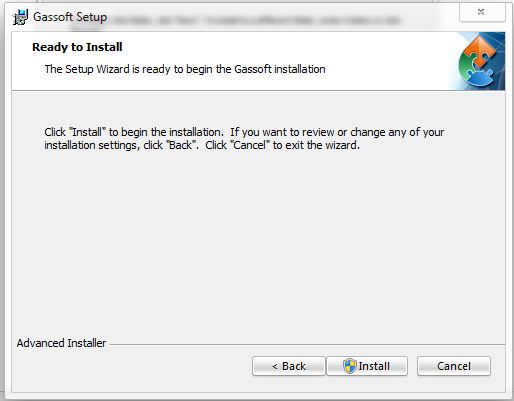 Gassoft Setup
Ready to Install
The Setup Wizard is ready to begin the Gassoft installation
Click "Install" to begin the installation. If you want to review or change any of your
installation settings, click "Back". Click "Cancel" to exit the wizard.
Advanced Installer
< Back
Install
Cancel